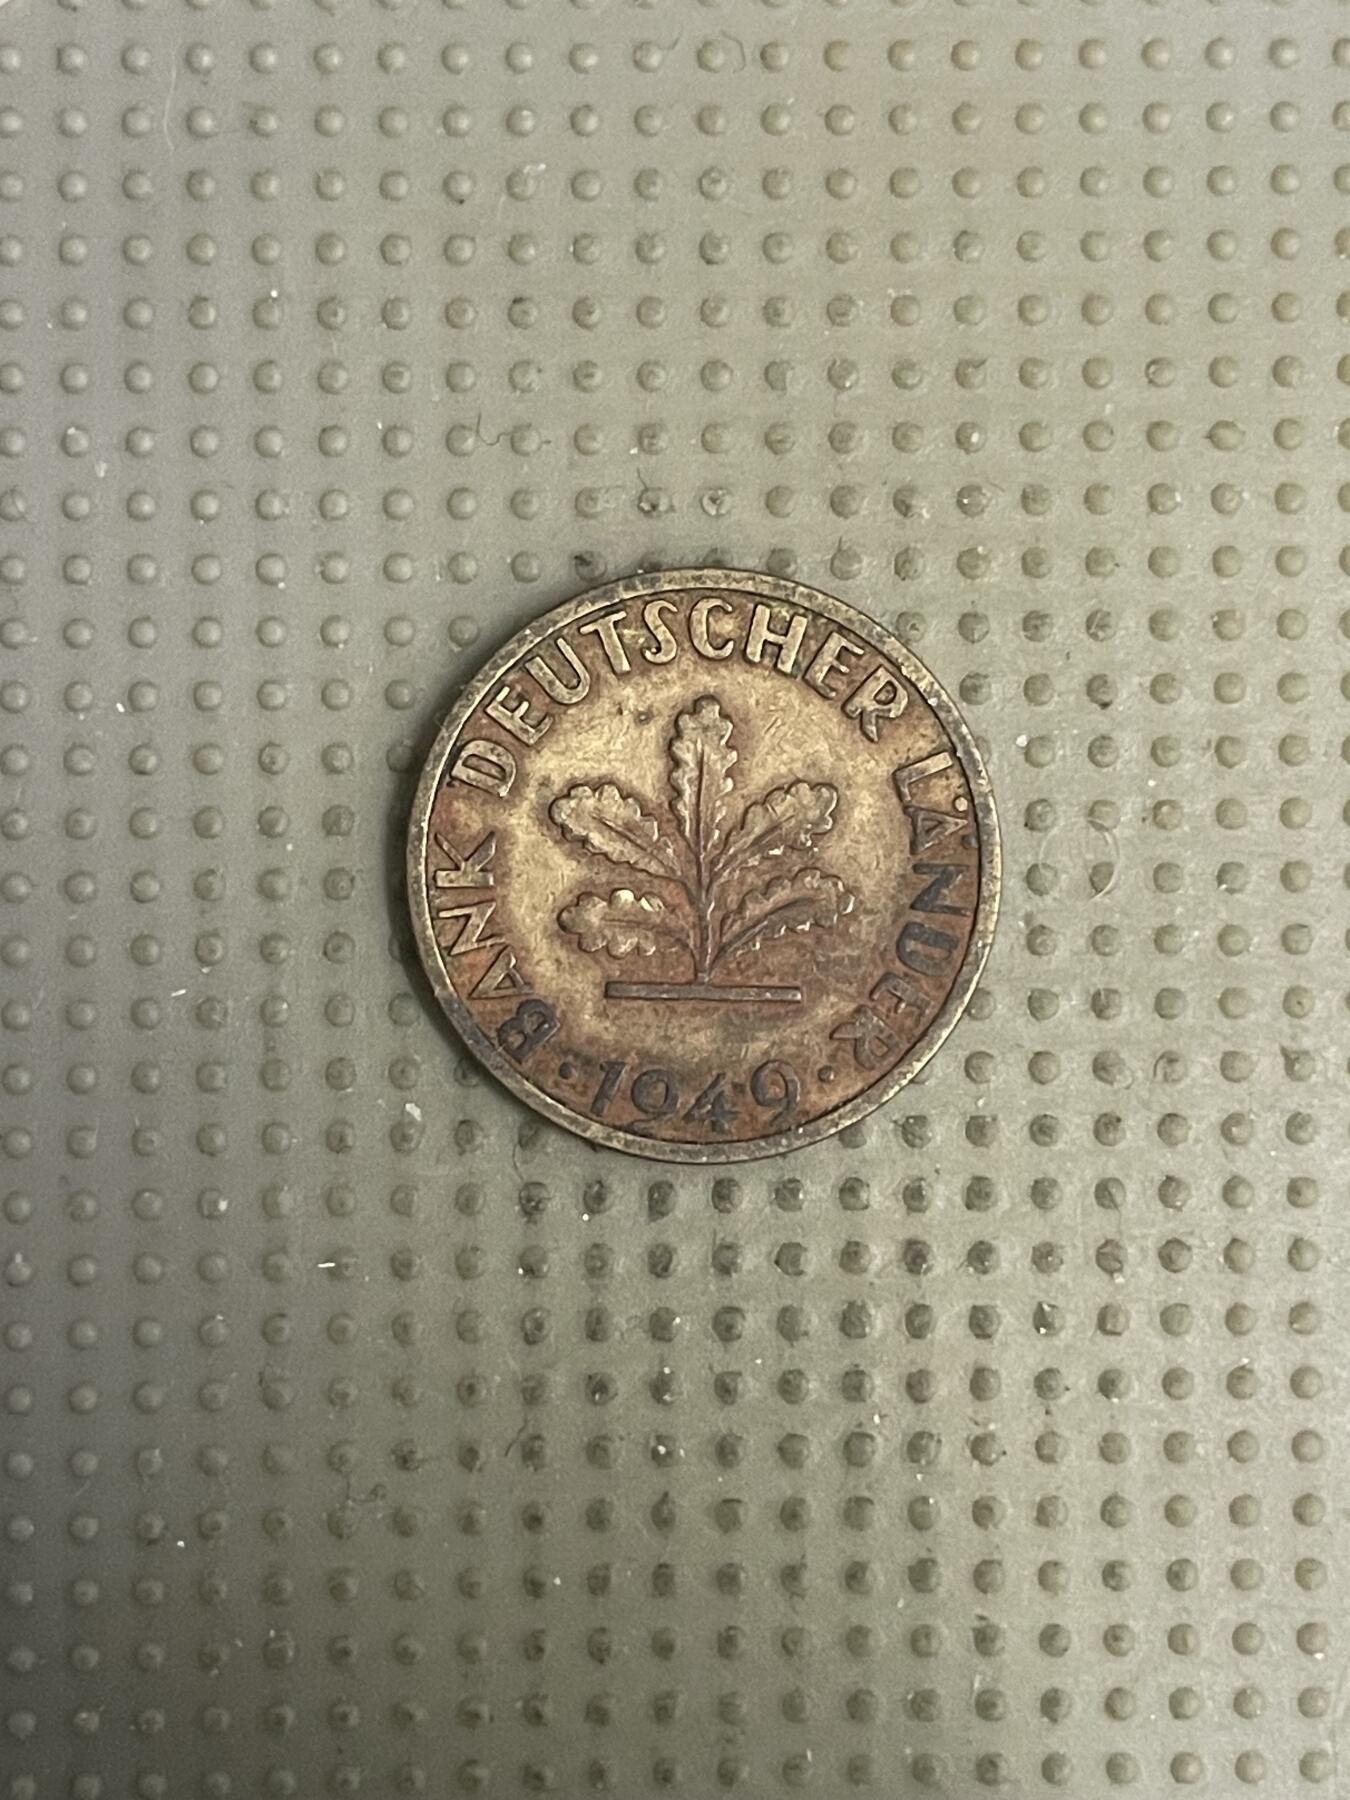 · BANK DEUTSCHER LÄNDER ·
1949